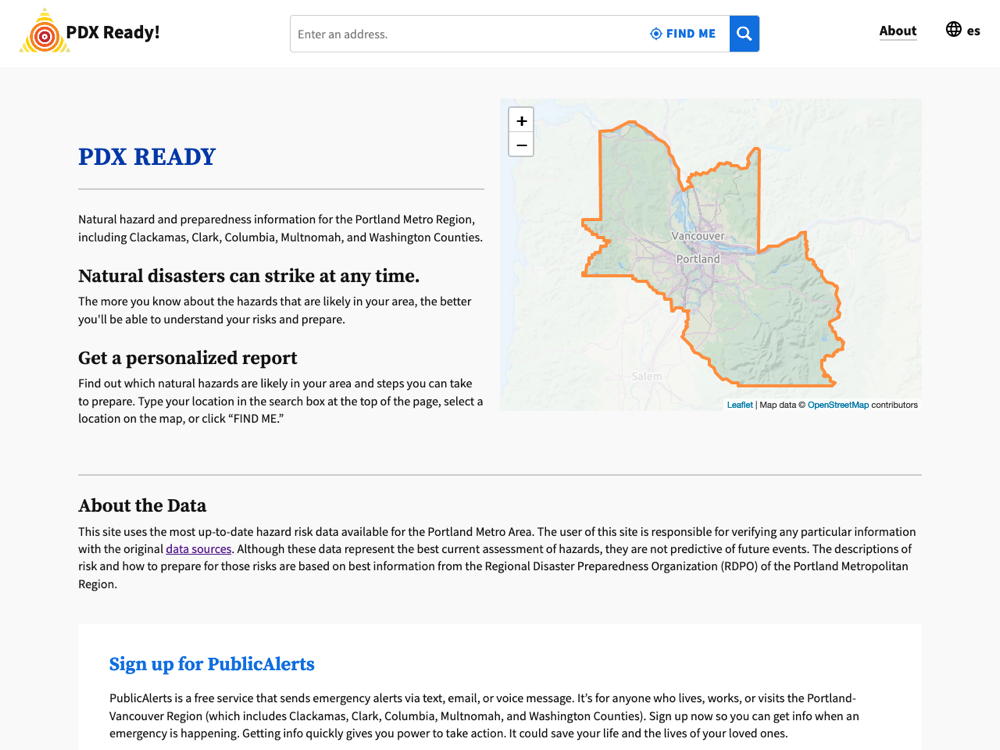 PDX Ready!
Enter an address.
FIND ME
About
es
+
−
PDX READY
Natural hazard and preparedness information for the Portland Metro Region,
including Clackamas, Clark, Columbia, Multnomah, and Washington Counties.
Natural disasters can strike at any time.
The more you know about the hazards that are likely in your area, the better
you'll be able to understand your risks and prepare.
Get a personalized report
Find out which natural hazards are likely in your area and steps you can take
to prepare. Type your location in the search box at the top of the page, select a
location on the map, or click “FIND ME.”
Vancouver
Portland
Salem
Leaflet | Map data © OpenStreetMap contributors
About the Data
This site uses the most up-to-date hazard risk data available for the Portland Metro Area. The user of this site is responsible for verifying any particular information
with the original data sources. Although these data represent the best current assessment of hazards, they are not predictive of future events. The descriptions of
risk and how to prepare for those risks are based on best information from the Regional Disaster Preparedness Organization (RDPO) of the Portland Metropolitan
Region.
Sign up for PublicAlerts
PublicAlerts is a free service that sends emergency alerts via text, email, or voice message. It’s for anyone who lives, works, or visits the Portland-
Vancouver Region (which includes Clackamas, Clark, Columbia, Multnomah, and Washington Counties). Sign up now so you can get info when an
emergency is happening. Getting info quickly gives you power to take action. It could save your life and the lives of your loved ones.